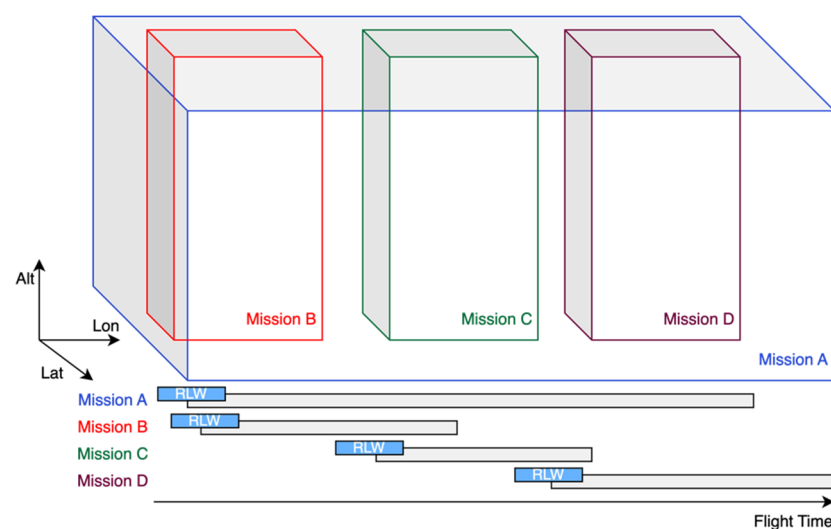 Mission B
Mission C
Mission D
Mission A
Alt
Lon
Lat
Mission A RLW
Mission B RLW
Mission C RLW
Mission D RLW
Flight Time